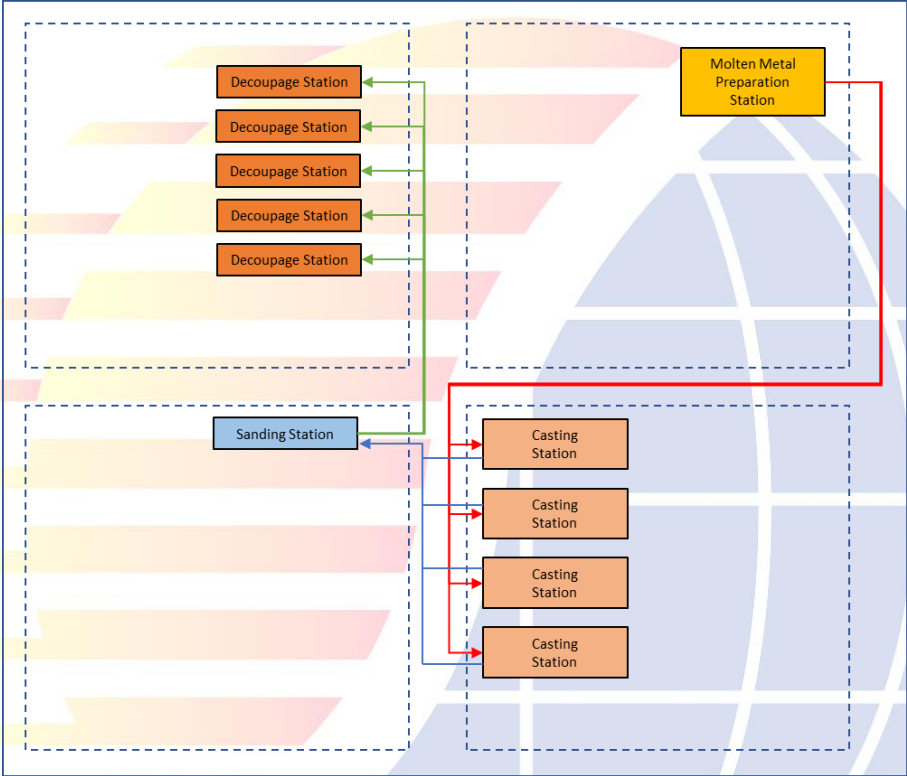 Decoupage Station
Decoupage Station
Decoupage Station
Decoupage Station
Decoupage Station
Molten Metal
Preparation
Station
Sanding Station
Casting
Station
Casting
Station
Casting
Station
Casting
Station